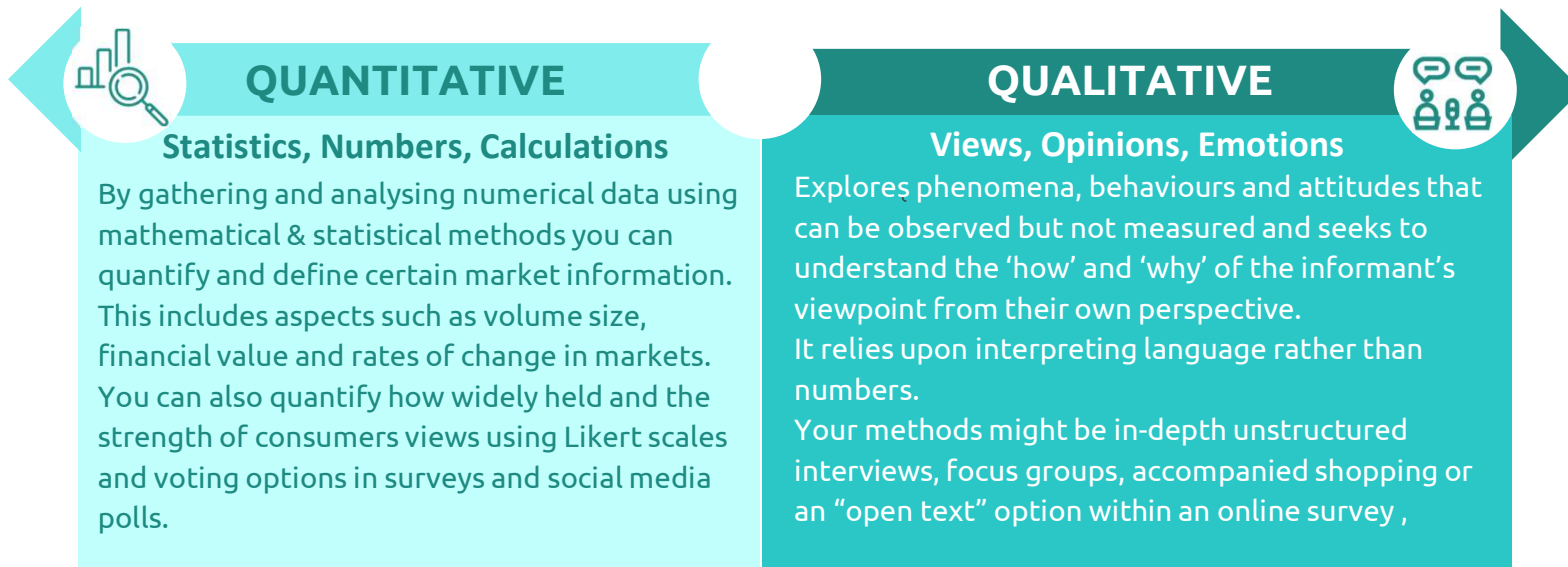 QUANTITATIVE
Statistics, Numbers, Calculations
By gathering and analysing numerical data using
mathematical & statistical methods you can
quantify and define certain market information.
This includes aspects such as volume size,
financial value and rates of change in markets.
You can also quantify how widely held and the
strength of consumers views using Likert scales
and voting options in surveys and social media
polls.
QUALITATIVE
Views, Opinions, Emotions
Explores phenomena, behaviours and attitudes that
can be observed but not measured and seeks to
understand the ‘how’ and ‘why’ of the informant’s
viewpoint from their own perspective.
It relies upon interpreting language rather than
numbers.
Your methods might be in-depth unstructured
interviews, focus groups, accompanied shopping or
an “open text” option within an online survey ,